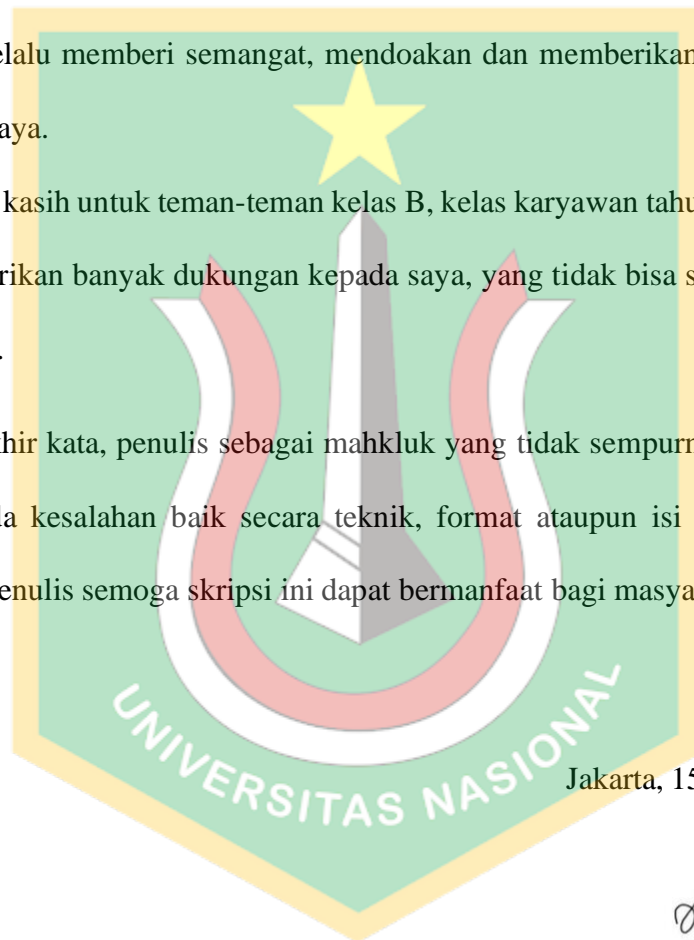 elalu memberi semangat, mendoakan dan memberikan
aya.
kasih untuk teman-teman kelas B, kelas karyawan tahu
rikan banyak dukungan kepada saya, yang tidak bisa s
.
hir kata, penulis sebagai mahkluk yang tidak sempurn
la kesalahan baik secara teknik, format ataupun isi
enulis semoga skripsi ini dapat bermanfaat bagi masya
UNIVERSITAS NASIONAL
Jakarta, 15